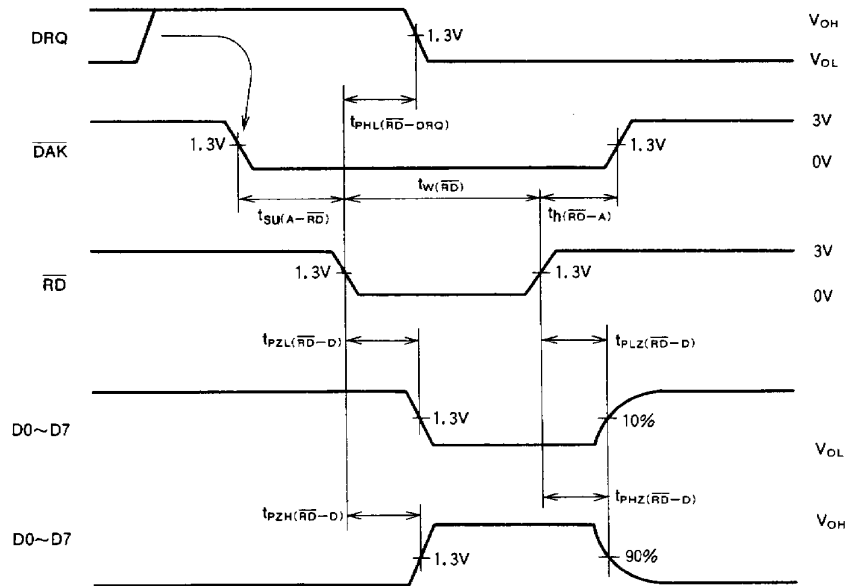 DRQ
1.3V
VOH
VOL
tPHL(RD-DRQ)
DAK
1.3V
1.3V
3V
0V
tSU(A-RD)
tW(RD)
th(RD-A)
RD
1.3V
1.3V
3V
0V
tPZL(RD-D)
tPLZ(RD-D)
D0~D7
1.3V
10%
VOL
tPZH(RD-D)
tPHZ(RD-D)
D0~D7
1.3V
90%
VOH